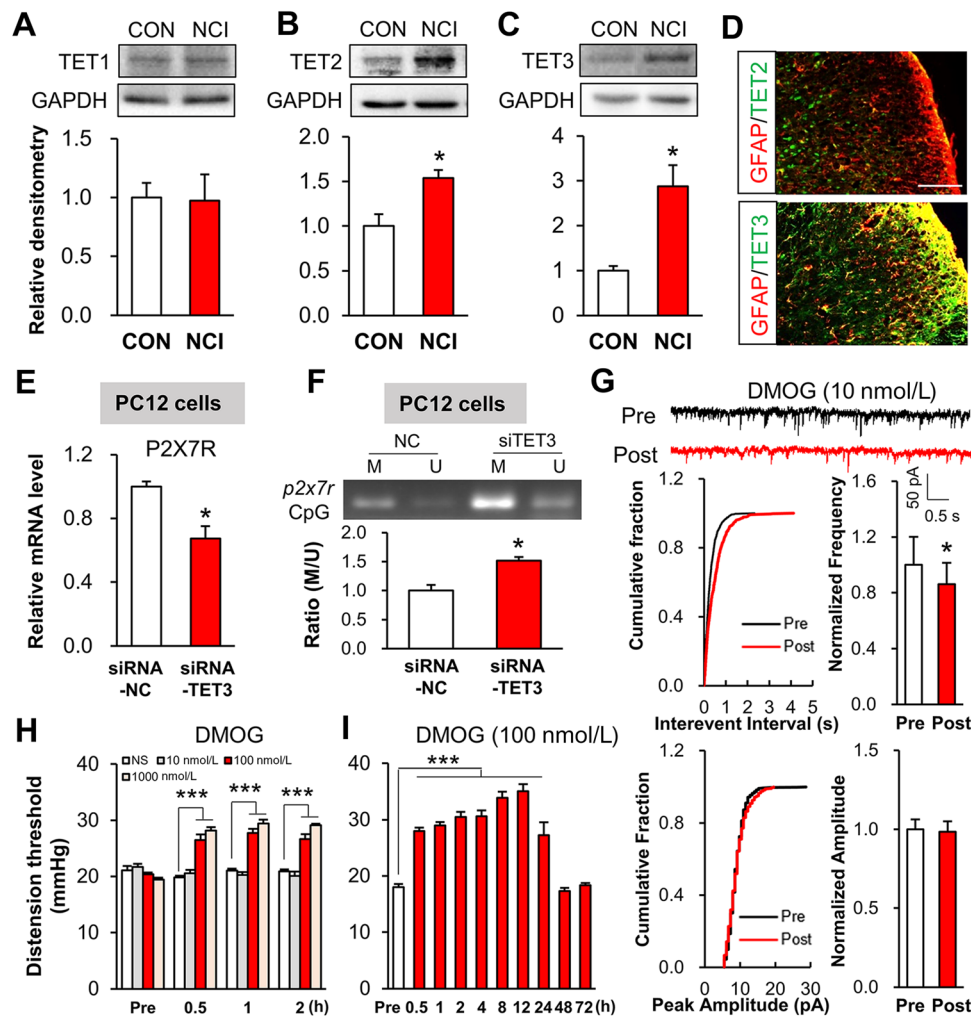 A
CON NCI
TET1
GAPDH
Relative densitometry
1.5
1.0
0.5
0.0
CON NCI
B
CON NCI
TET2
GAPDH
2.0
*
1.5
1.0
0.5
0.0
CON NCI
C
CON NCI
TET3
GAPDH
4
*
3
2
1
0
CON NCI
D
GFAP/TET2
GFAP/TET3
E
PC12 cells
P2X7R
Relative mRNA level
1.2
*
0.8
1.4
0.0
siRNA siRNA
-NC -TET3
F
PC12 cells
NC siTET3
M U M U
p2x7r
CpG
Ratio (M/U)
2.0
*
1.5
1.0
0.5
0.0
siRNA siRNA
-NC -TET3
G
DMOG (10 nmol/L)
Pre
Post
Cumulative fraction
1.2
0.8
0.4
0
Pre
Post
0 1 2 3 4 5
Interevent Interval (s)
Normalized Frequency
1.6
50 pA
0.5 s
1.2
*
0.8
0.4
0.0
Pre Post
Cumulative Fraction
1.2
0.8
0.4
0
Pre
Post
0 10 20 30
Peak Amplitude (pA)
Normalized Amplitude
1.5
1.0
0.5
0.0
Pre Post
H
DMOG
NS 10 nmol/L 100 nmol/L
1000 nmol/L
*** *** ***
Distension threshold
(mmHg)
40
30
20
10
0
Pre 0.5 1 2 (h)
I
DMOG (100 nmol/L)
***
40
30
20
10
0
Pre 0.5 1 2 4 8 12 24 48 72 (h)